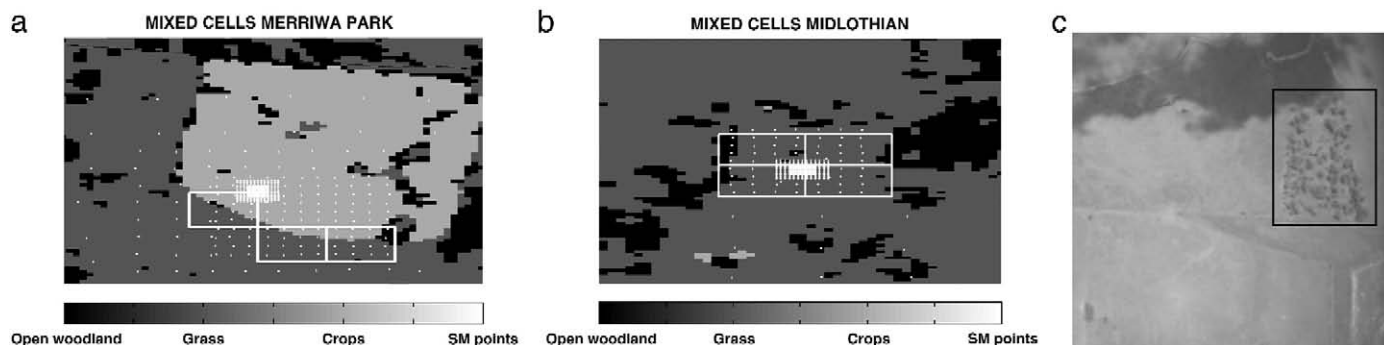 a
MIXED CELLS MERRIWA PARK
b
MIXED CELLS MIDLOTHIAN
c
Open woodland Grass Crops SM points
Open woodland Grass Crops SM points